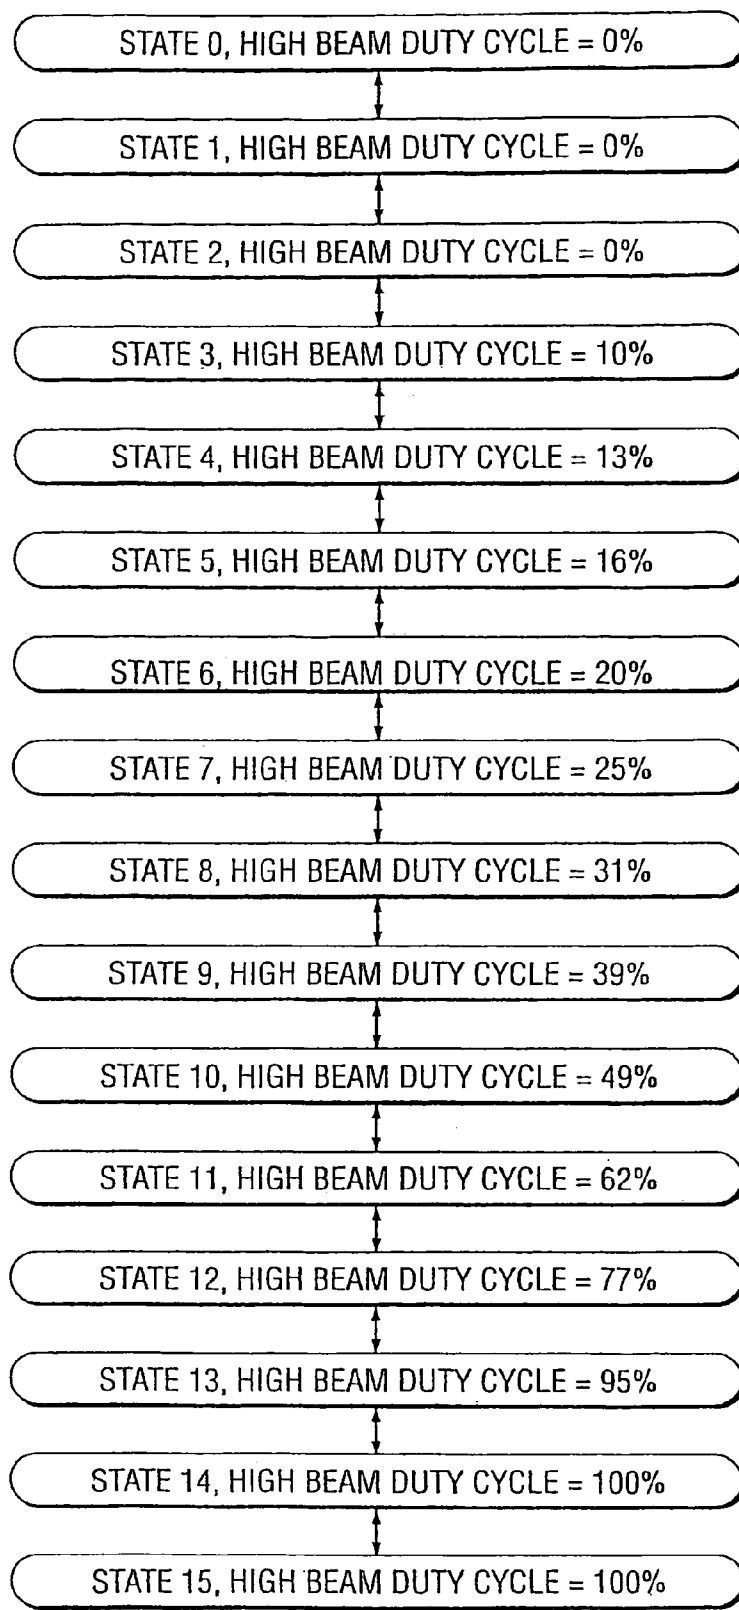 STATE 0, HIGH BEAM DUTY CYCLE = 0%
STATE 1, HIGH BEAM DUTY CYCLE = 0%
STATE 2, HIGH BEAM DUTY CYCLE = 0%
STATE 3, HIGH BEAM DUTY CYCLE = 10%
STATE 4, HIGH BEAM DUTY CYCLE = 13%
STATE 5, HIGH BEAM DUTY CYCLE = 16%
STATE 6, HIGH BEAM DUTY CYCLE = 20%
STATE 7, HIGH BEAM DUTY CYCLE = 25%
STATE 8, HIGH BEAM DUTY CYCLE = 31%
STATE 9, HIGH BEAM DUTY CYCLE = 39%
STATE 10, HIGH BEAM DUTY CYCLE = 49%
STATE 11, HIGH BEAM DUTY CYCLE = 62%
STATE 12, HIGH BEAM DUTY CYCLE = 77%
STATE 13, HIGH BEAM DUTY CYCLE = 95%
STATE 14, HIGH BEAM DUTY CYCLE = 100%
STATE 15, HIGH BEAM DUTY CYCLE = 100%